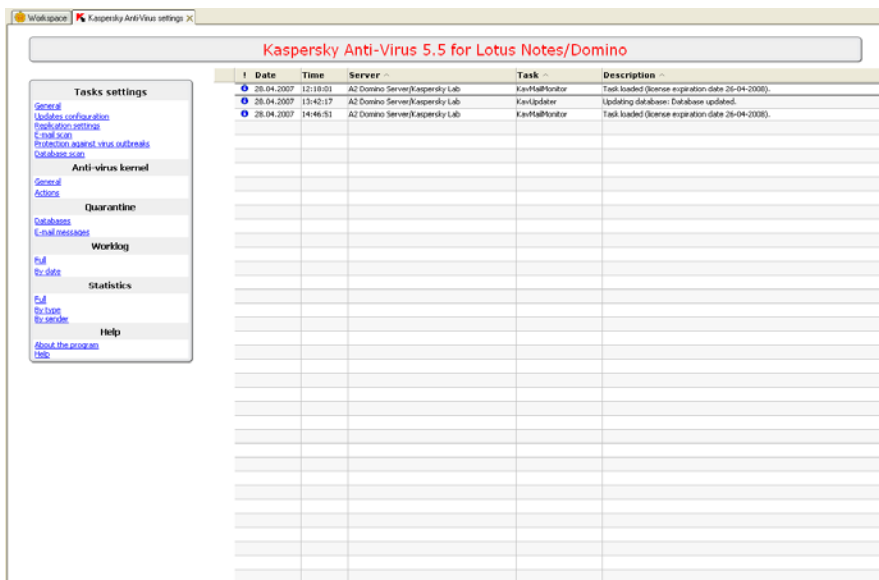 Workspace
Kaspersky Anti-Virus settings
Kaspersky Anti-Virus 5.5 for Lotus Notes/Domino
Tasks settings
General
Updates configuration
Replication settings
E-mail scan
Protection against virus outbreaks
Database scan
Anti-virus kernel
General
Actions
Quarantine
Databases
E-mail messages
Worklog
Full
By date
Statistics
Full
By type
By sender
Help
About the program
Help
! Date Time Server Task Description
28.04.2007 12:18:01 A2 Domino Server/Kaspersky Lab KavMailMonitor Task loaded (license expiration date 26-04-2008).
28.04.2007 13:42:17 A2 Domino Server/Kaspersky Lab KavUpdater Updating database: Database updated.
28.04.2007 14:46:51 A2 Domino Server/Kaspersky Lab KavMailMonitor Task loaded (license expiration date 26-04-2008).